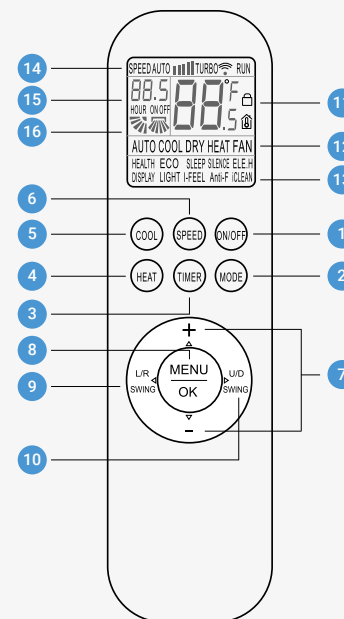 14 SPEED AUTO TURBO RUN
15 88.5 88.5 °F 11
HOUR ON OFF
16 AUTO COOL DRY HEAT FAN 12
HEALTH ECO SLEEP SILENCE ELE.H
DISPLAY LIGHT I-FEEL Anti-F iCLEAN 13
6
5 COOL SPEED ON/OFF 1
4 HEAT TIMER MODE 2
3
+
8 MENU 7
9 L/R SWING OK U/D SWING
-
10